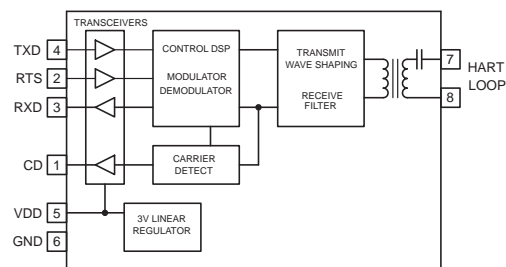 TRANSCEIVERS
TXD 4
RTS 2
RXD 3
CD 1
VDD 5
GND 6
CONTROL DSP
MODULATOR
DEMODULATOR
CARRIER
DETECT
3V LINEAR
REGULATOR
TRANSMIT
WAVE SHAPING
RECEIVE
FILTER
7
8
HART
LOOP